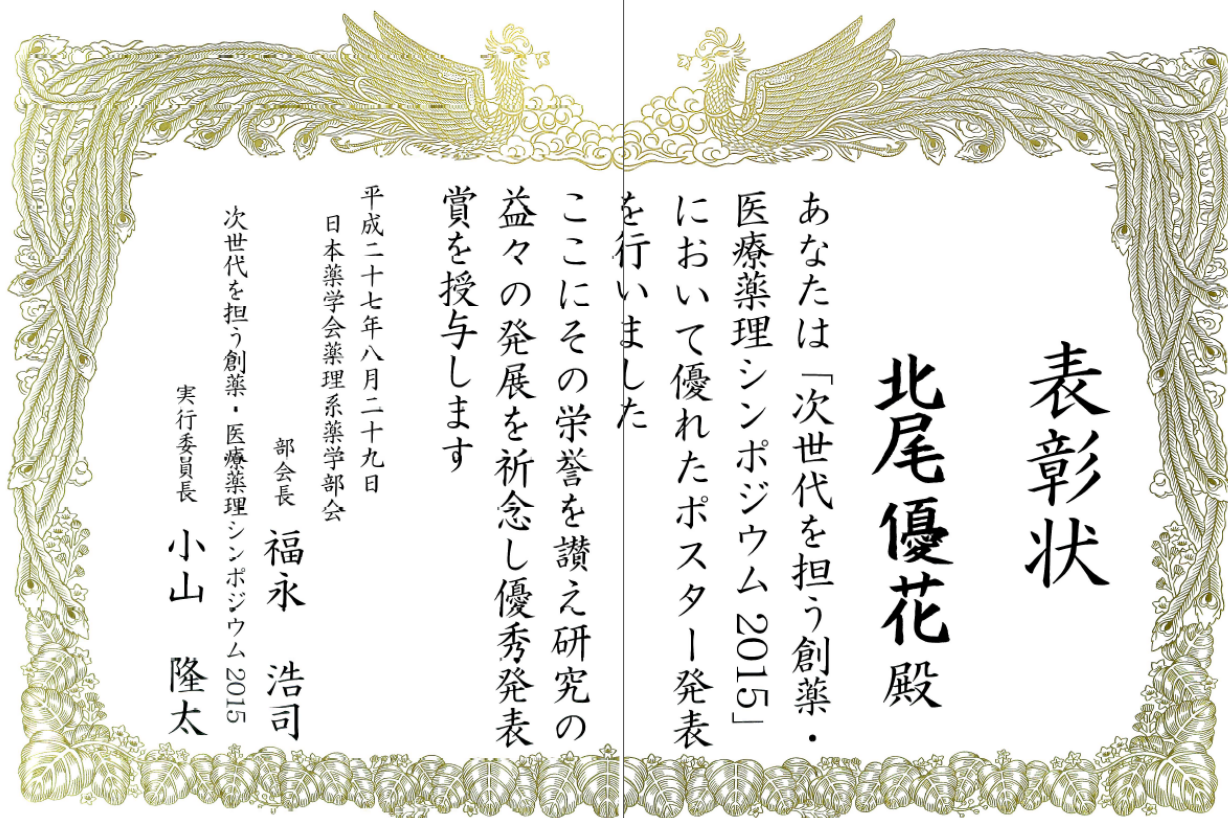 表彰状
北尾優花殿
あなたは「次世代を担う創薬・
医療薬理シンポジウム2015」
において優れたポスター発表
を行いました
ここにその栄誉を讃え研究の
益々の発展を祈念し優秀発表
賞を授与します
平成二十七年八月二十九日
日本薬学会薬理系薬学部会
部会長 福永 浩司
次世代を担う創薬・医療薬理シンポジウム2015
実行委員長 小山 隆太